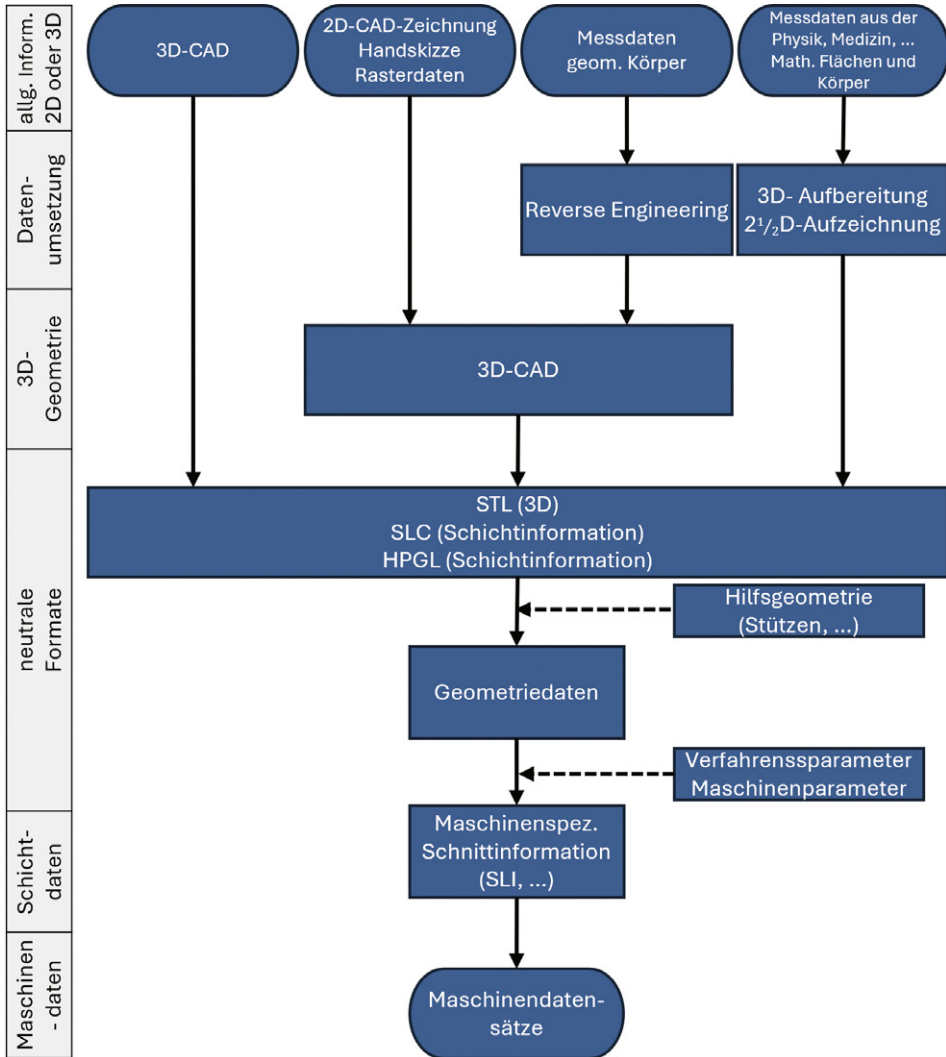 allg. Inform.
2D oder 3D
3D-CAD
2D-CAD-Zeichnung
Handskizze
Rasterdaten
Messdaten
geom. Körper
Messdaten aus der
Physik, Medizin, ...
Math. Flächen und
Körper
Daten-
umsetzung
Reverse Engineering
3D- Aufbereitung
2½D-Aufzeichnung
3D-
Geometrie
3D-CAD
neutrale
Formate
STL (3D)
SLC (Schichtinformation)
HPGL (Schichtinformation)
Hilfsgeometrie
(Stützen, ...)
Geometriedaten
Verfahrenssparameter
Maschinenparameter
Schicht-
daten
Maschinenspez.
Schnittinformation
(SLI, ...)
Maschinen
- daten
Maschinendaten-
sätze